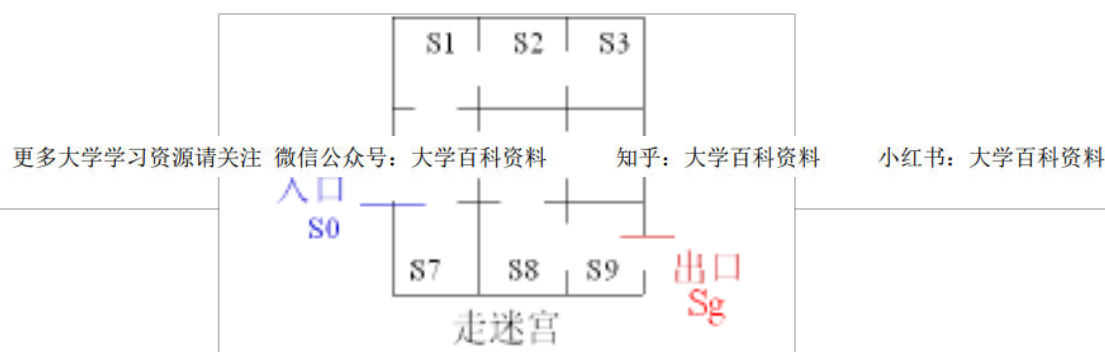 S1 S2 S3
更多大学学习资源请关注 微信公众号：大学百科资料 知乎：大学百科资料 小红书：大学百科资料
入口
S0
S7 S8 S9
出口
Sg
走迷宫